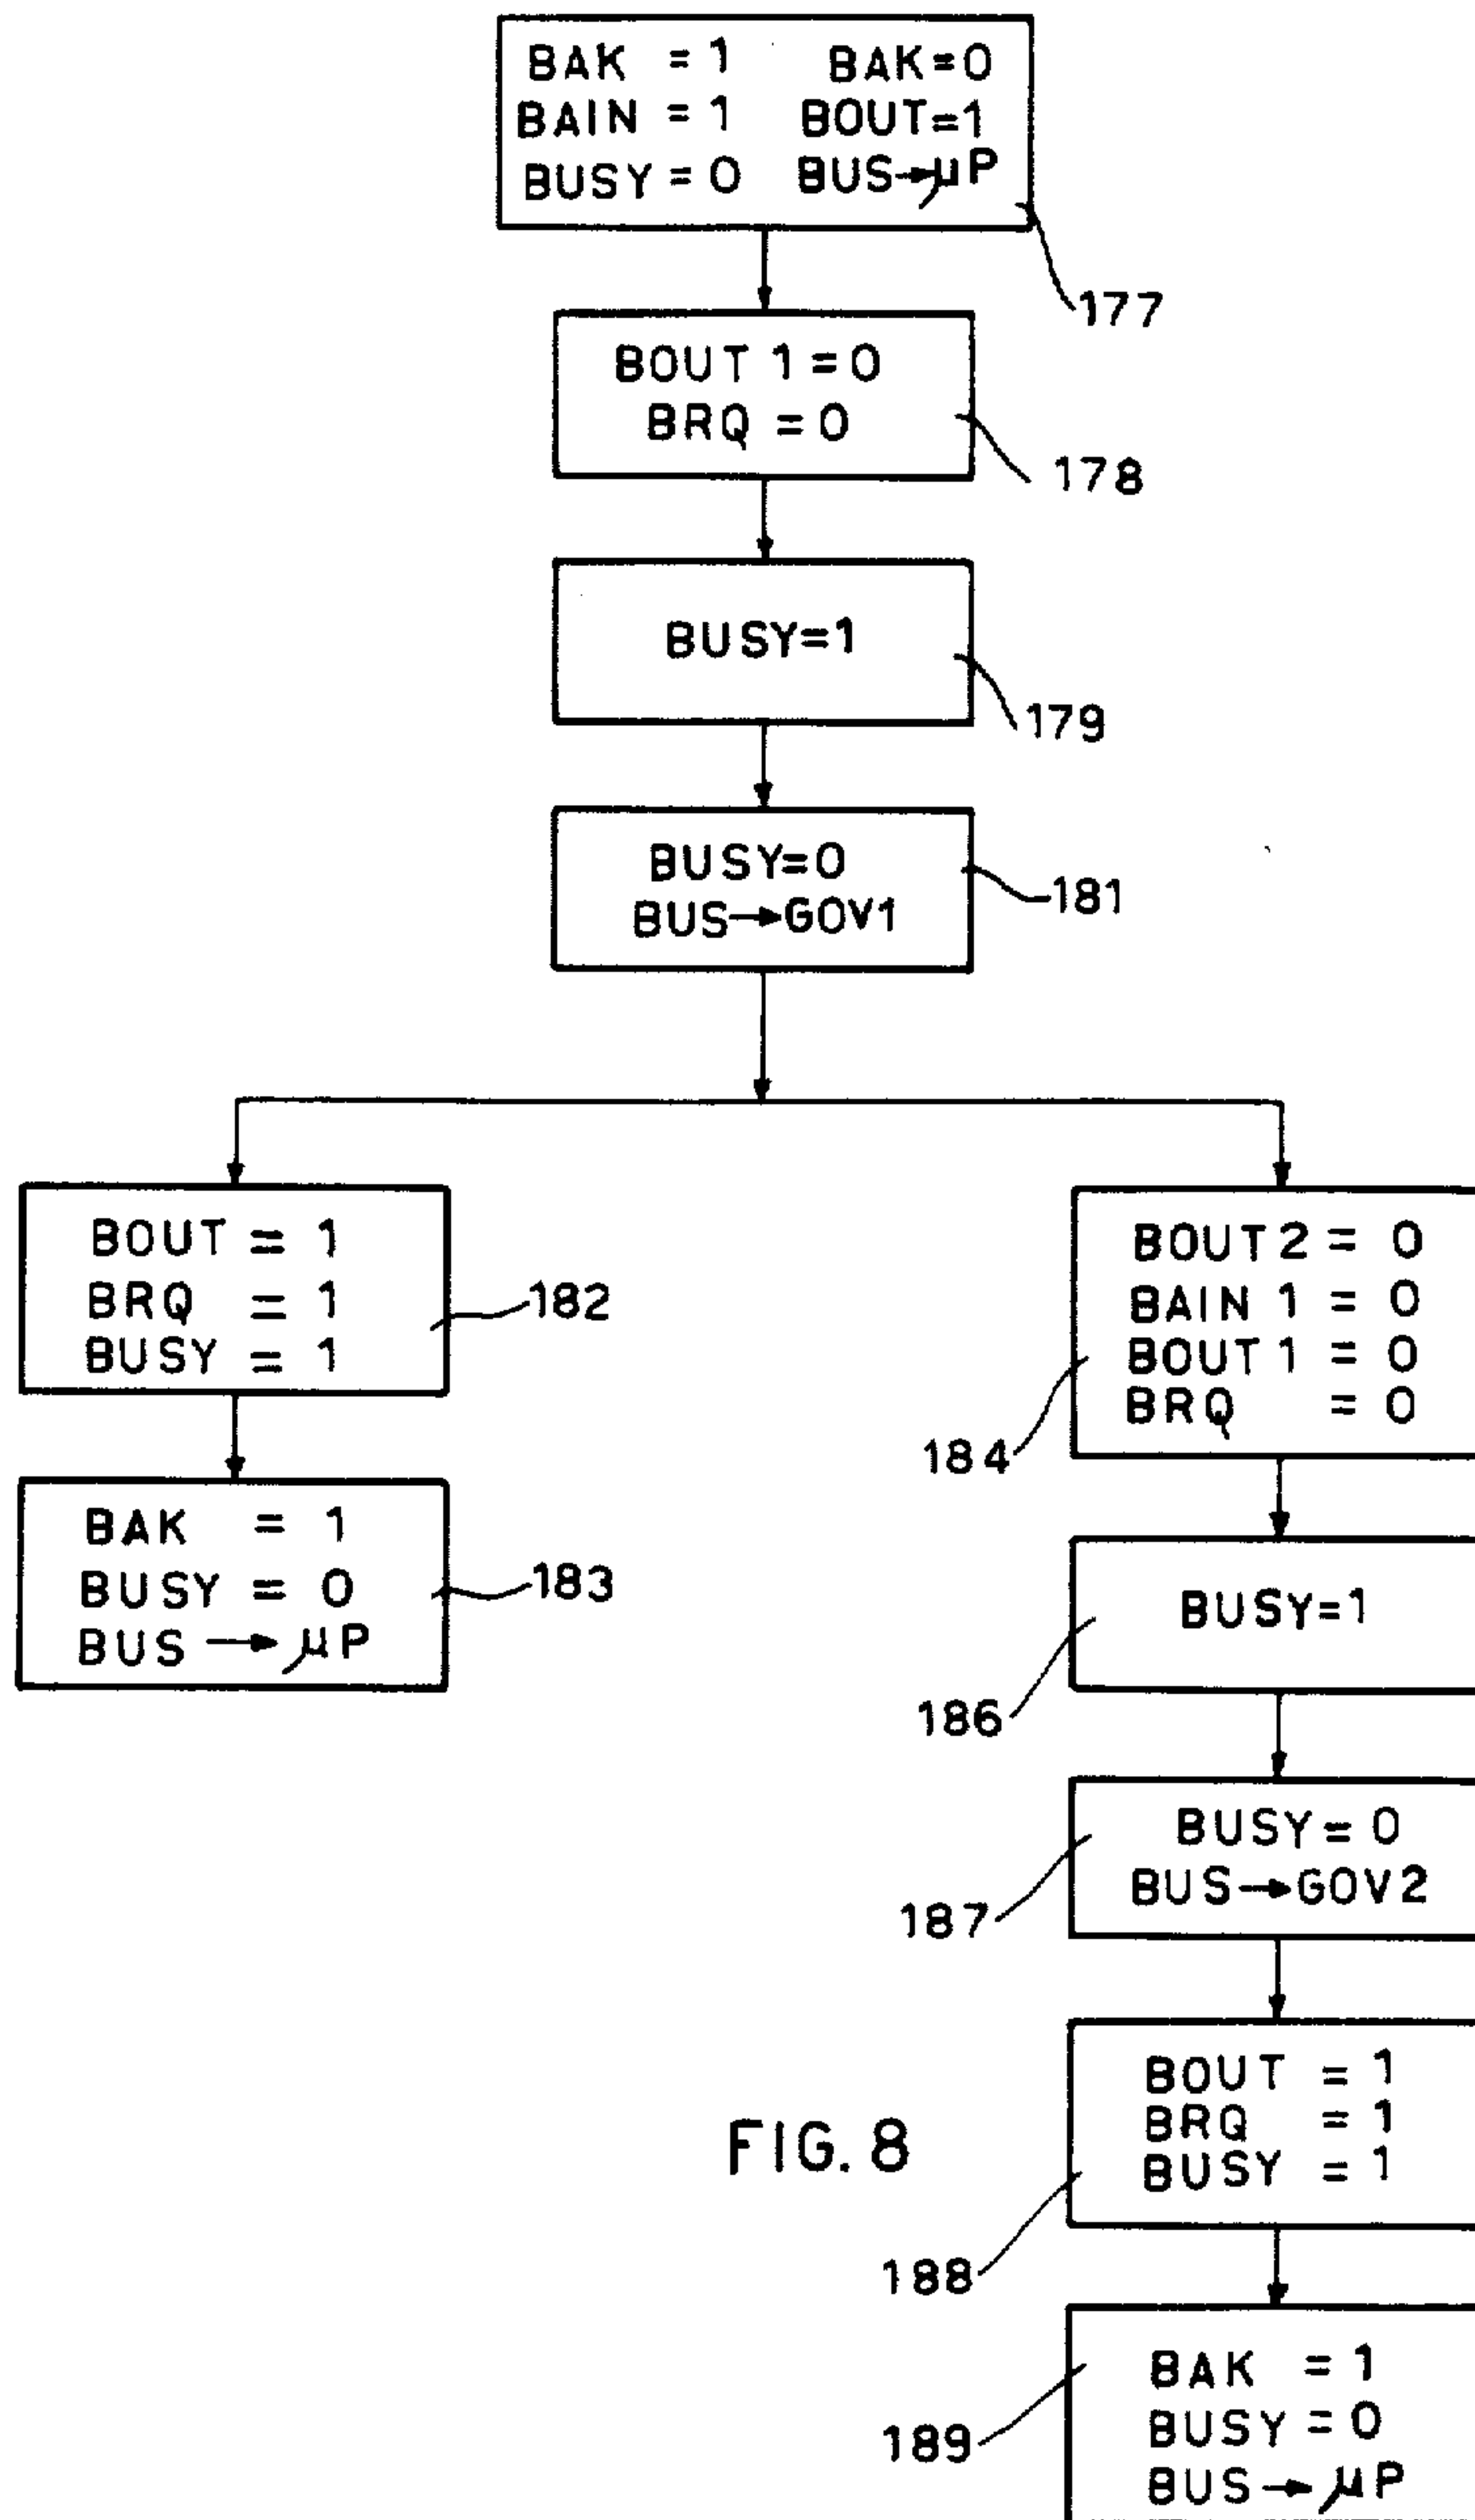 BAK = 1 BAK=0
BAIN = 1 BOUT=1
BUSY=0 BUS→µP
177
BOUT 1=0
BRQ = 0
178
BUSY=1
179
BUSY=0
BUS→GOV1
181
BOUT = 1
BRQ = 1
BUSY = 1
182
BAK = 1
BUSY = 0
BUS → µP
183
BOUT2 = 0
BAIN 1 = 0
BOUT 1 = 0
BRQ = 0
184
BUSY=1
186
BUSY= 0
BUS→GOV2
187
BOUT = 1
BRQ = 1
BUSY = 1
188
FIG. 8
BAK = 1
BUSY = 0
BUS→µP
189